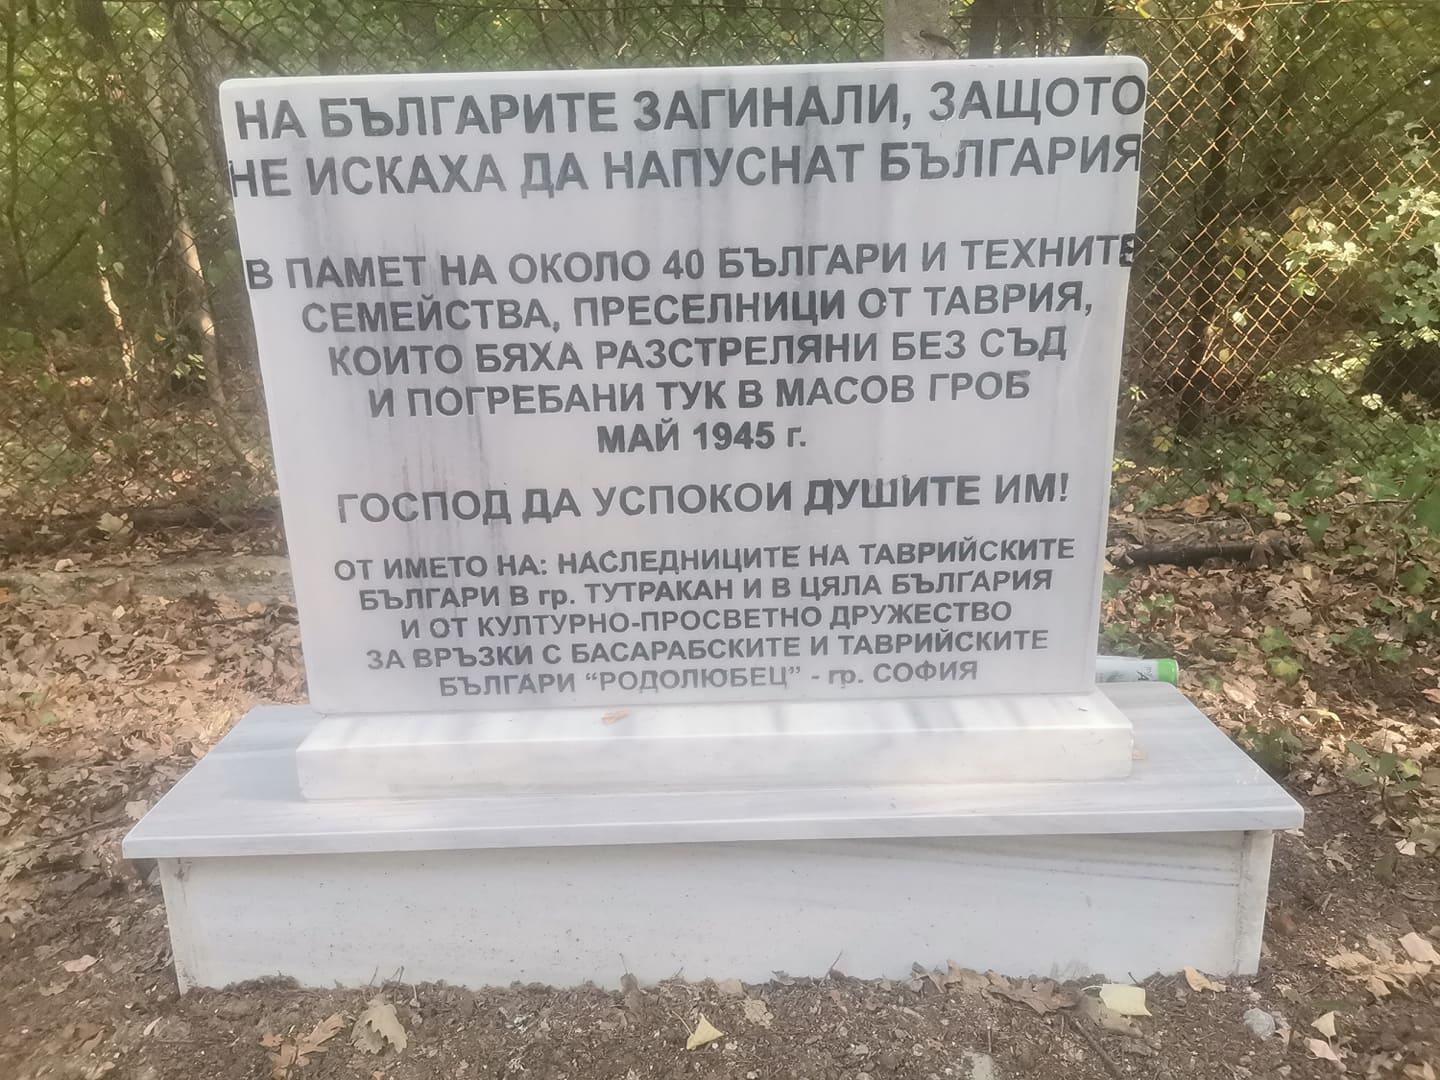 НА БЪЛГАРИТЕ ЗАГИНАЛИ, ЗАЩОТО
НЕ ИСКАХА ДА НАПУСНАТ БЪЛГАРИЯ
В ПАМЕТ НА ОКОЛО 40 БЪЛГАРИ И ТЕХНИТЕ
СЕМЕЙСТВА, ПРЕСЕЛНИЦИ ОТ ТАВРИЯ,
КОИТО БЯХА РАЗСТРЕЛЯНИ БЕЗ СЪД
И ПОГРЕБАНИ ТУК В МАСОВ ГРОБ
МАЙ 1945 г.
ГОСПОД ДА УСПОКОИ ДУШИТЕ ИМ!
ОТ ИМЕТО НА: НАСЛЕДНИЦИТЕ НА ТАВРИЙСКИТЕ
БЪЛГАРИ В гр. ТУТРАКАН И В ЦЯЛА БЪЛГАРИЯ
И ОТ КУЛТУРНО-ПРОСВЕТНО ДРУЖЕСТВО
ЗА ВРЪЗКИ С БАСАРАБСКИТЕ И ТАВРИЙСКИТЕ
БЪЛГАРИ “РОДОЛЮБЕЦ” - гр. СОФИЯ